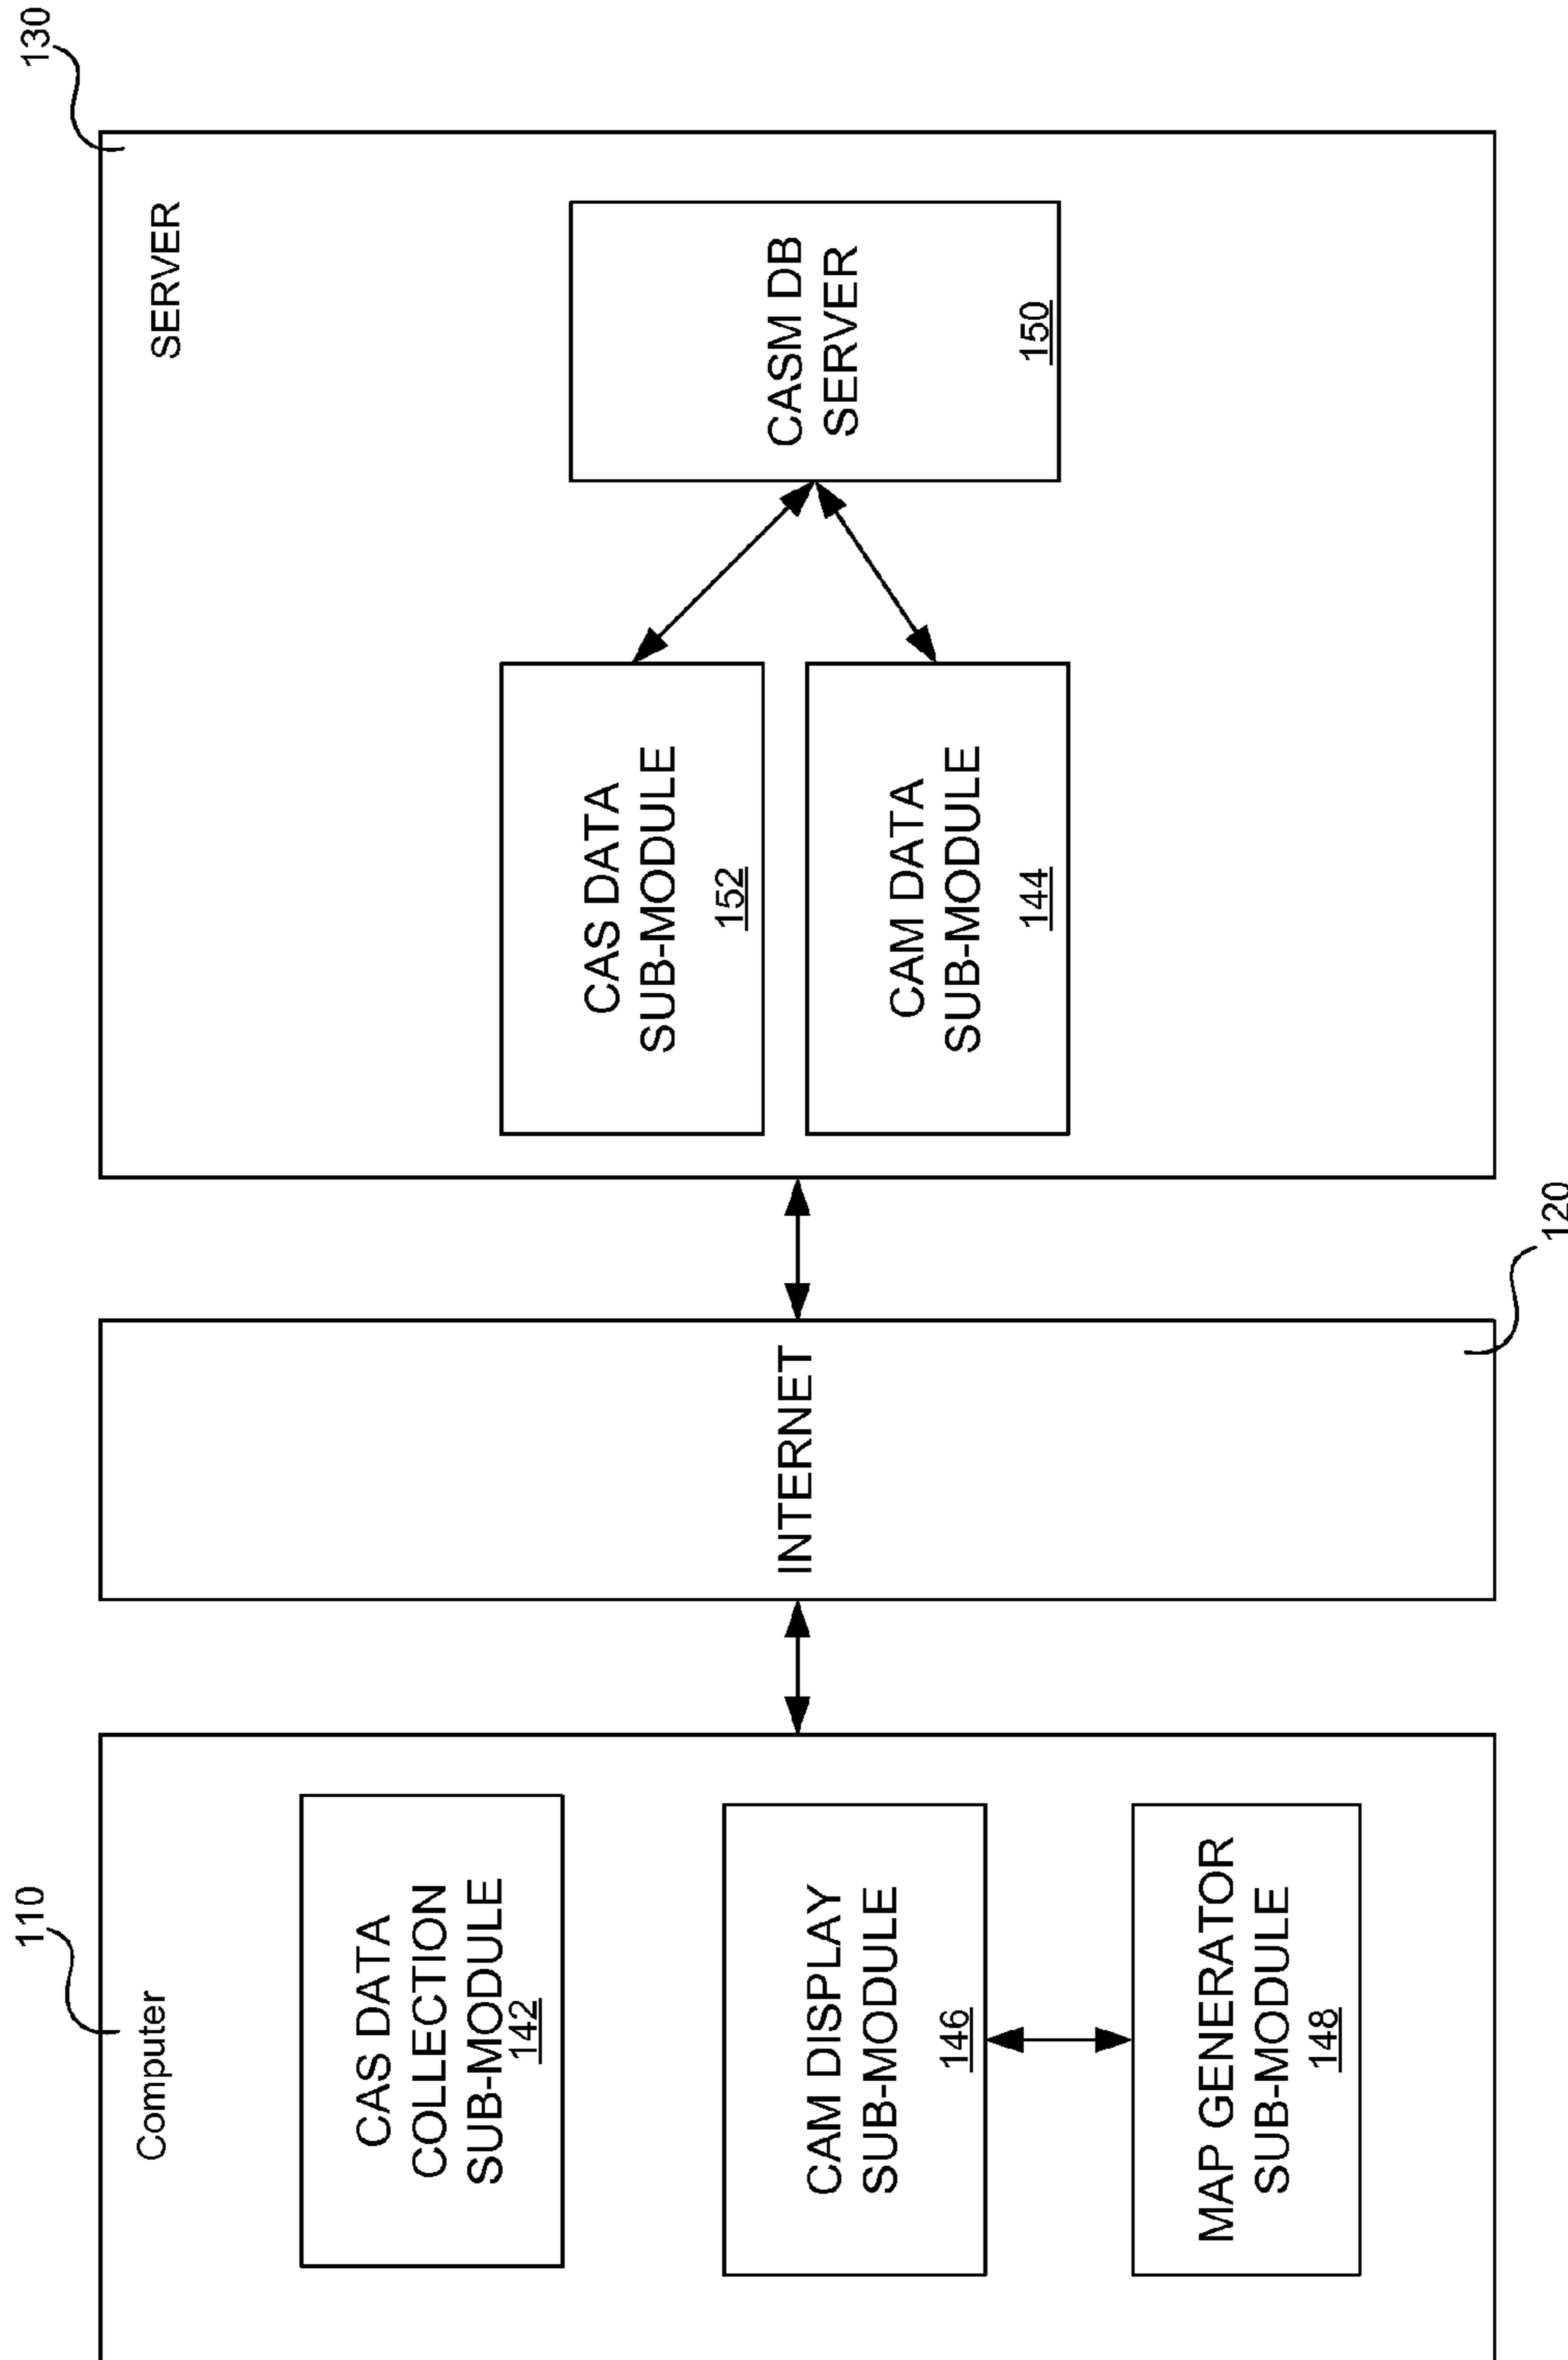 110
Computer
CAS DATA
COLLECTION
SUB-MODULE
142
CAM DISPLAY
SUB-MODULE
146
MAP GENERATOR
SUB-MODULE
148
INTERNET
120
130
SERVER
CAS DATA
SUB-MODULE
152
CAM DATA
SUB-MODULE
144
CASM DB
SERVER
150